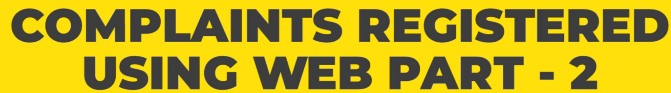 COMPLAINTS REGISTERED
USING WEB PART - 2